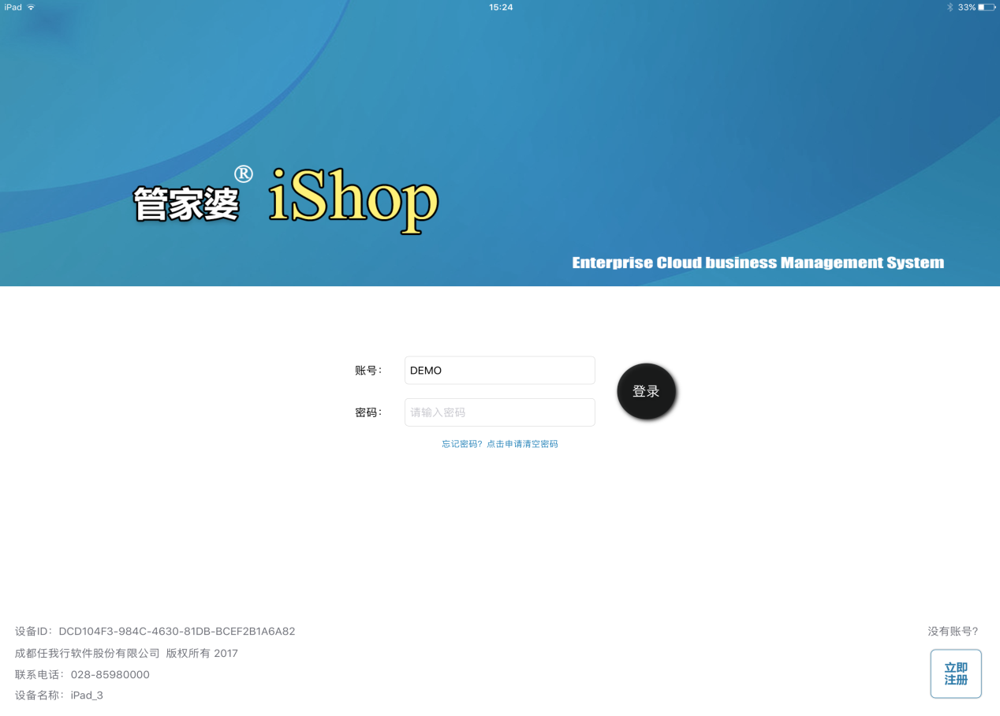 iPad
15:24
33%
管家婆® iShop
Enterprise Cloud business Management System
账号：
DEMO
登录
密码：
请输入密码
忘记密码？点击申请清空密码
设备ID：DCD104F3-984C-4630-81DB-BCEF2B1A6A82
成都任我行软件股份有限公司 版权所有 2017
联系电话：028-85980000
设备名称：iPad_3
没有账号?
立即
注册